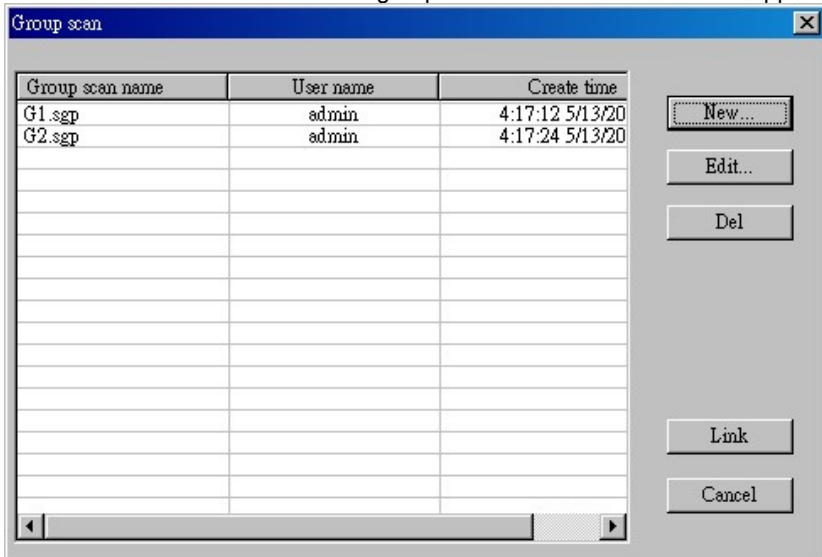 Group scan
Group scan name User name Create time
G1.sgp admin 4:17:12 5/13/20
G2.sgp admin 4:17:24 5/13/20
New...
Edit...
Del
Link
Cancel